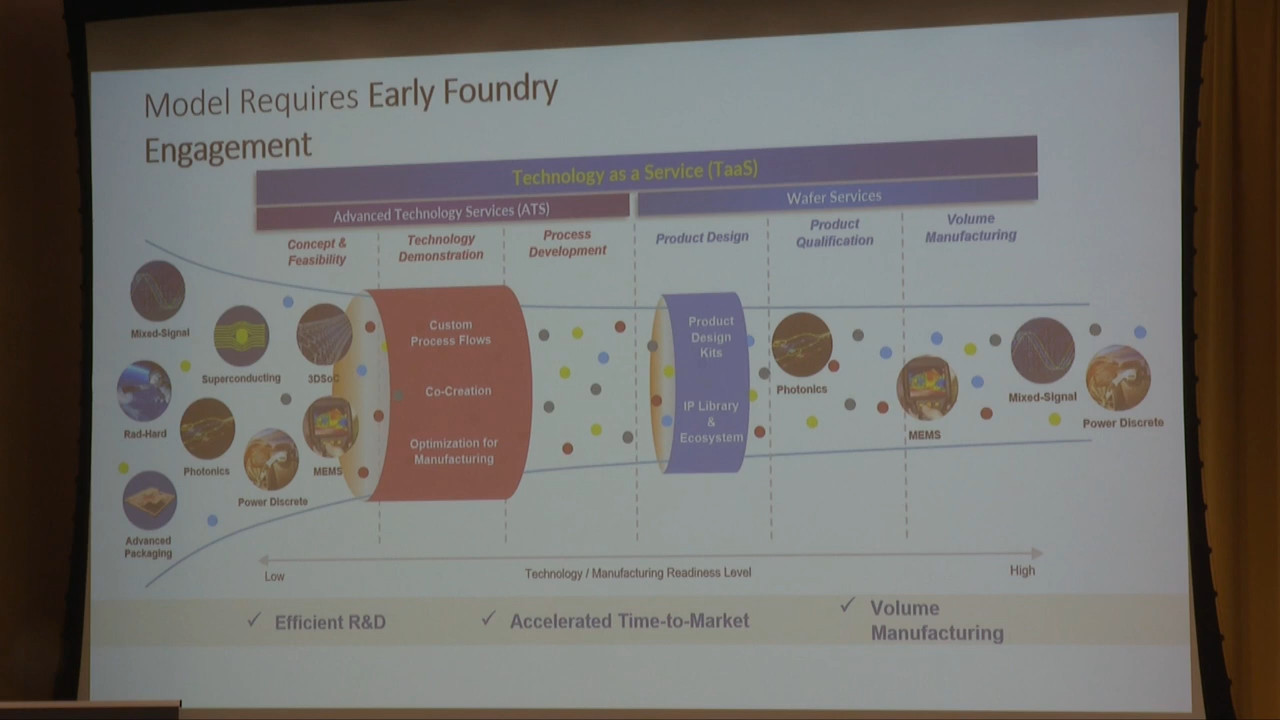 Model Requires Early Foundry
Engagement
Technology as a Service (TaaS)
Advanced Technology Services (ATS)
Wafer Services
Concept &
Feasibility
Technology
Demonstration
Process
Development
Product Design
Product
Qualification
Volume
Manufacturing
Mixed-Signal
Superconducting
3DSoC
Rad-Hard
Photonics
Power Discrete
MEMS
Advanced
Packaging
Custom
Process Flows
Co-Creation
Optimization for
Manufacturing
Product
Design
Kits
IP Library
&
Ecosystem
Photonics
MEMS
Mixed-Signal
Power Discrete
Low
Technology / Manufacturing Readiness Level
High
✓ Efficient R&D
✓ Accelerated Time-to-Market
✓ Volume
Manufacturing